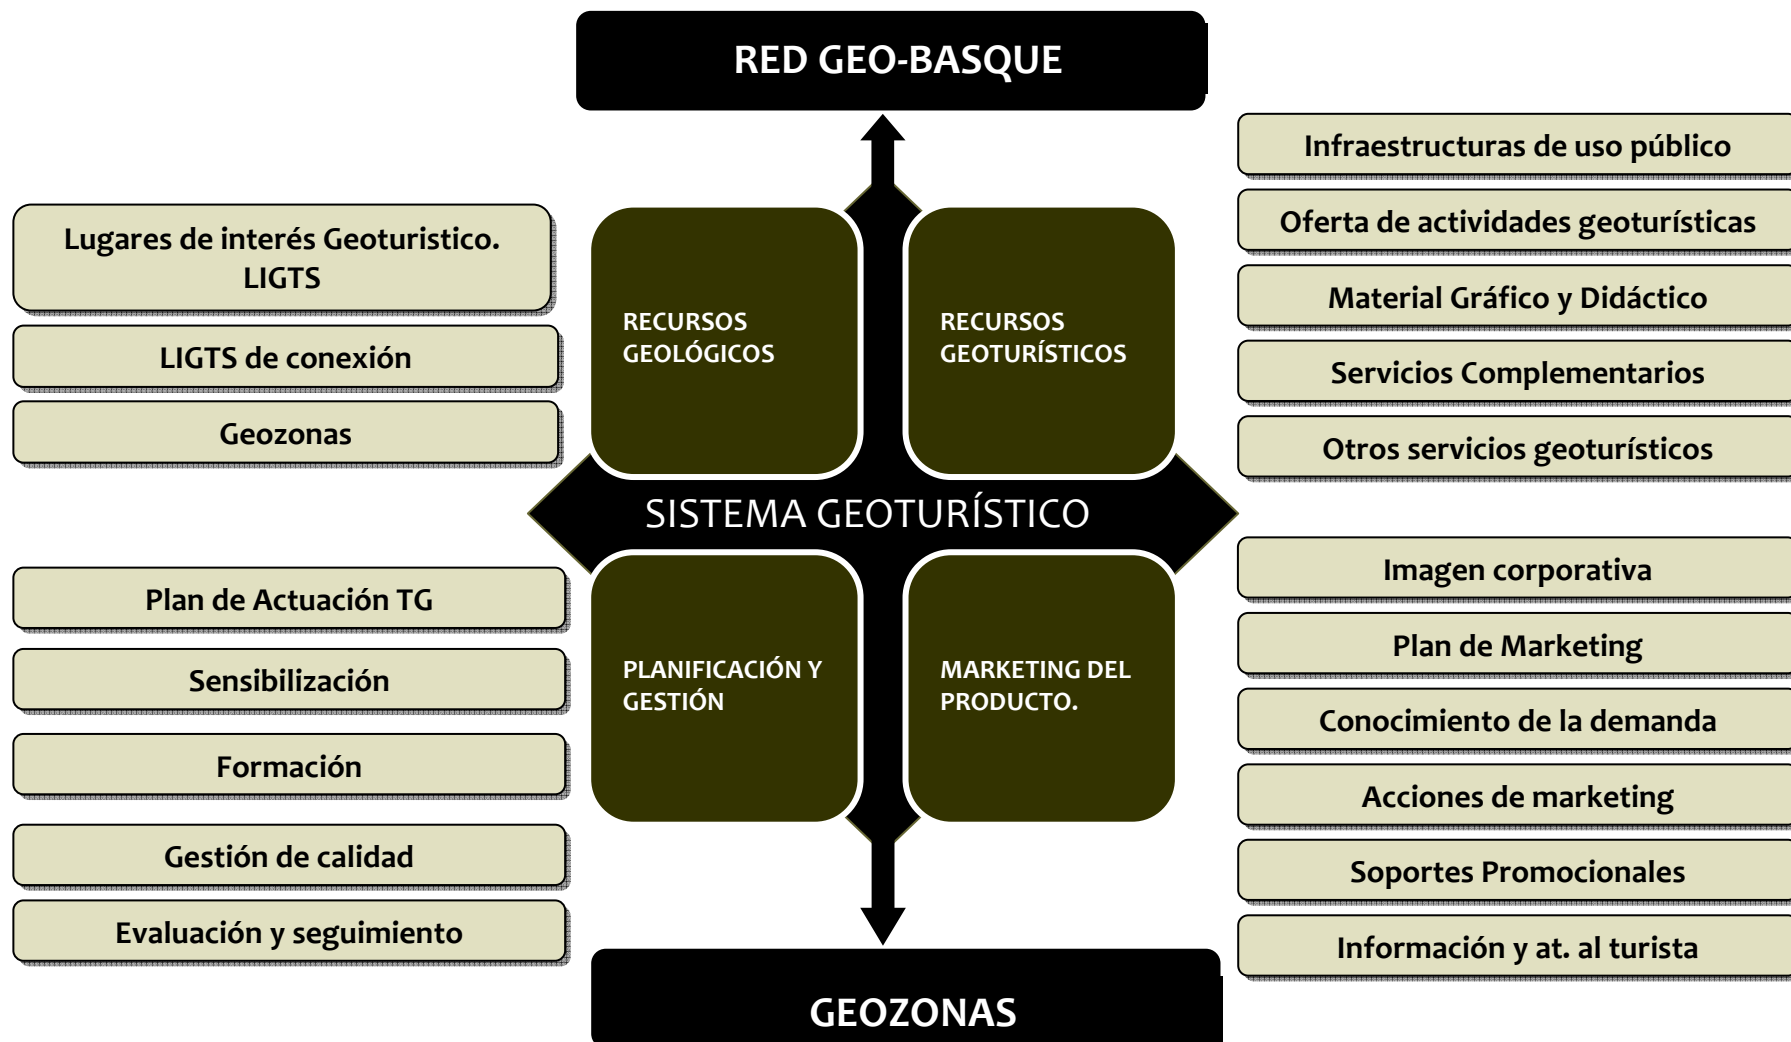 RED GEO-BASQUE
Lugares de interés Geoturistico.
LIGTS
LIGTS de conexión
Geozonas
RECURSOS
GEOLÓGICOS
RECURSOS
GEOTURÍSTICOS
Infraestructuras de uso público
Oferta de actividades geoturísticas
Material Gráfico y Didáctico
Servicios Complementarios
Otros servicios geoturísticos
SISTEMA GEOTURÍSTICO
Plan de Actuación TG
Sensibilización
Formación
Gestión de calidad
Evaluación y seguimiento
PLANIFICACIÓN Y
GESTIÓN
MARKETING DEL
PRODUCTO.
Imagen corporativa
Plan de Marketing
Conocimiento de la demanda
Acciones de marketing
Soportes Promocionales
Información y at. al turista
GEOZONAS